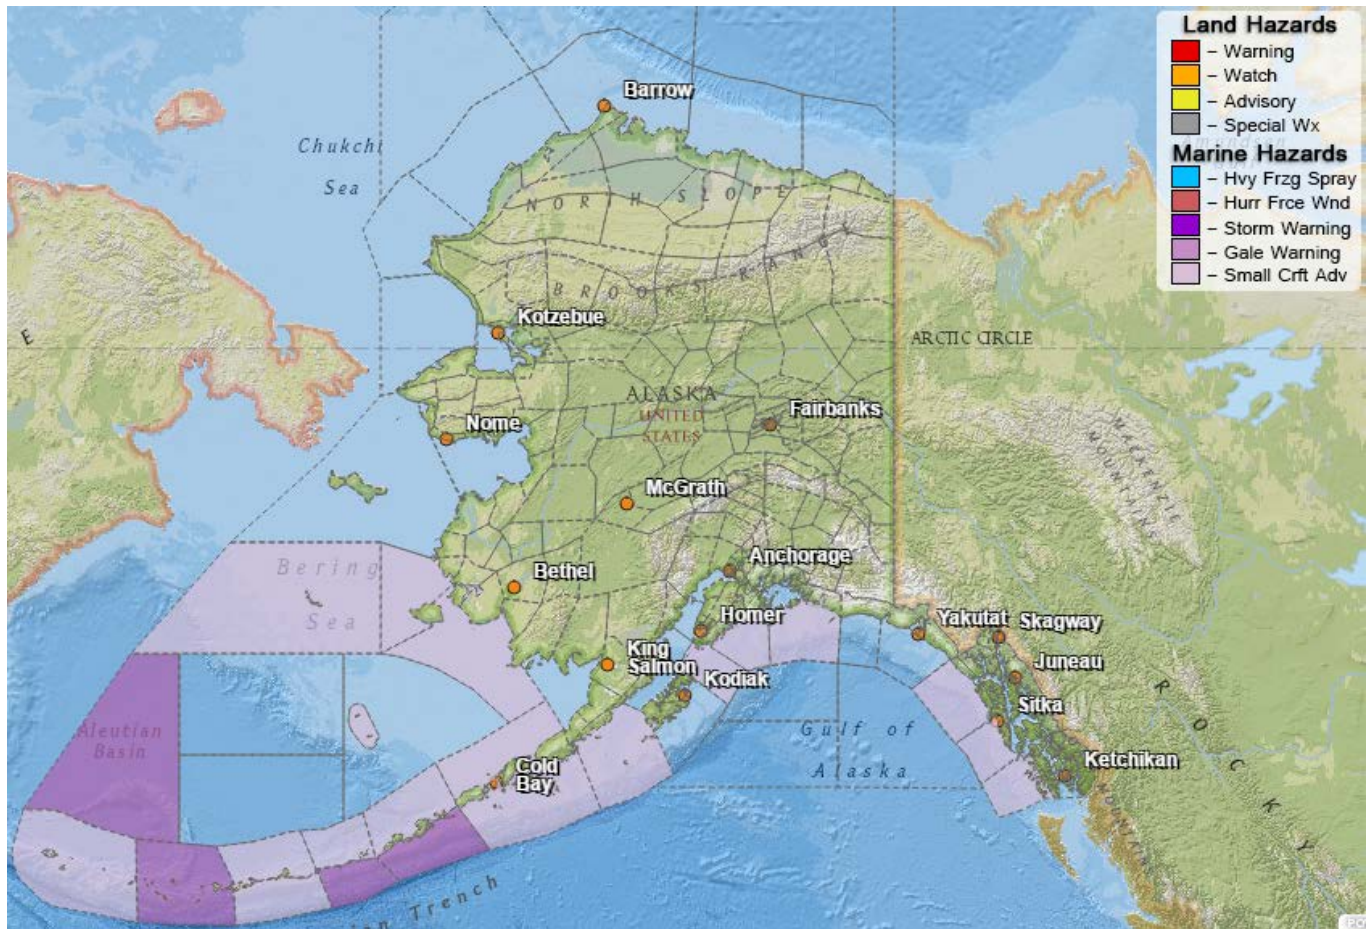 Land Hazards
– Warning
– Watch
– Advisory
– Special Wx
Marine Hazards
– Hvy Frzg Spray
– Hurr Frce Wnd
– Storm Warning
– Gale Warning
– Small Crft Adv
Barrow
Chukchi
Sea
NORTH SLOPE
BROOKS RANGE
Kotzebue
ARCTIC CIRCLE
E
ALASKA
UNITED
STATES
Fairbanks
Nome
MACKENZIE
MOUNTAINS
McGrath
Anchorage
Bering
Sea
Bethel
Homer
Yakutat
Skagway
King
Salmon
Kodiak
Juneau
Sitka
Aleutian
Basin
Gulf of
Alaska
Ketchikan
Cold
Bay
ROCKY
Trench